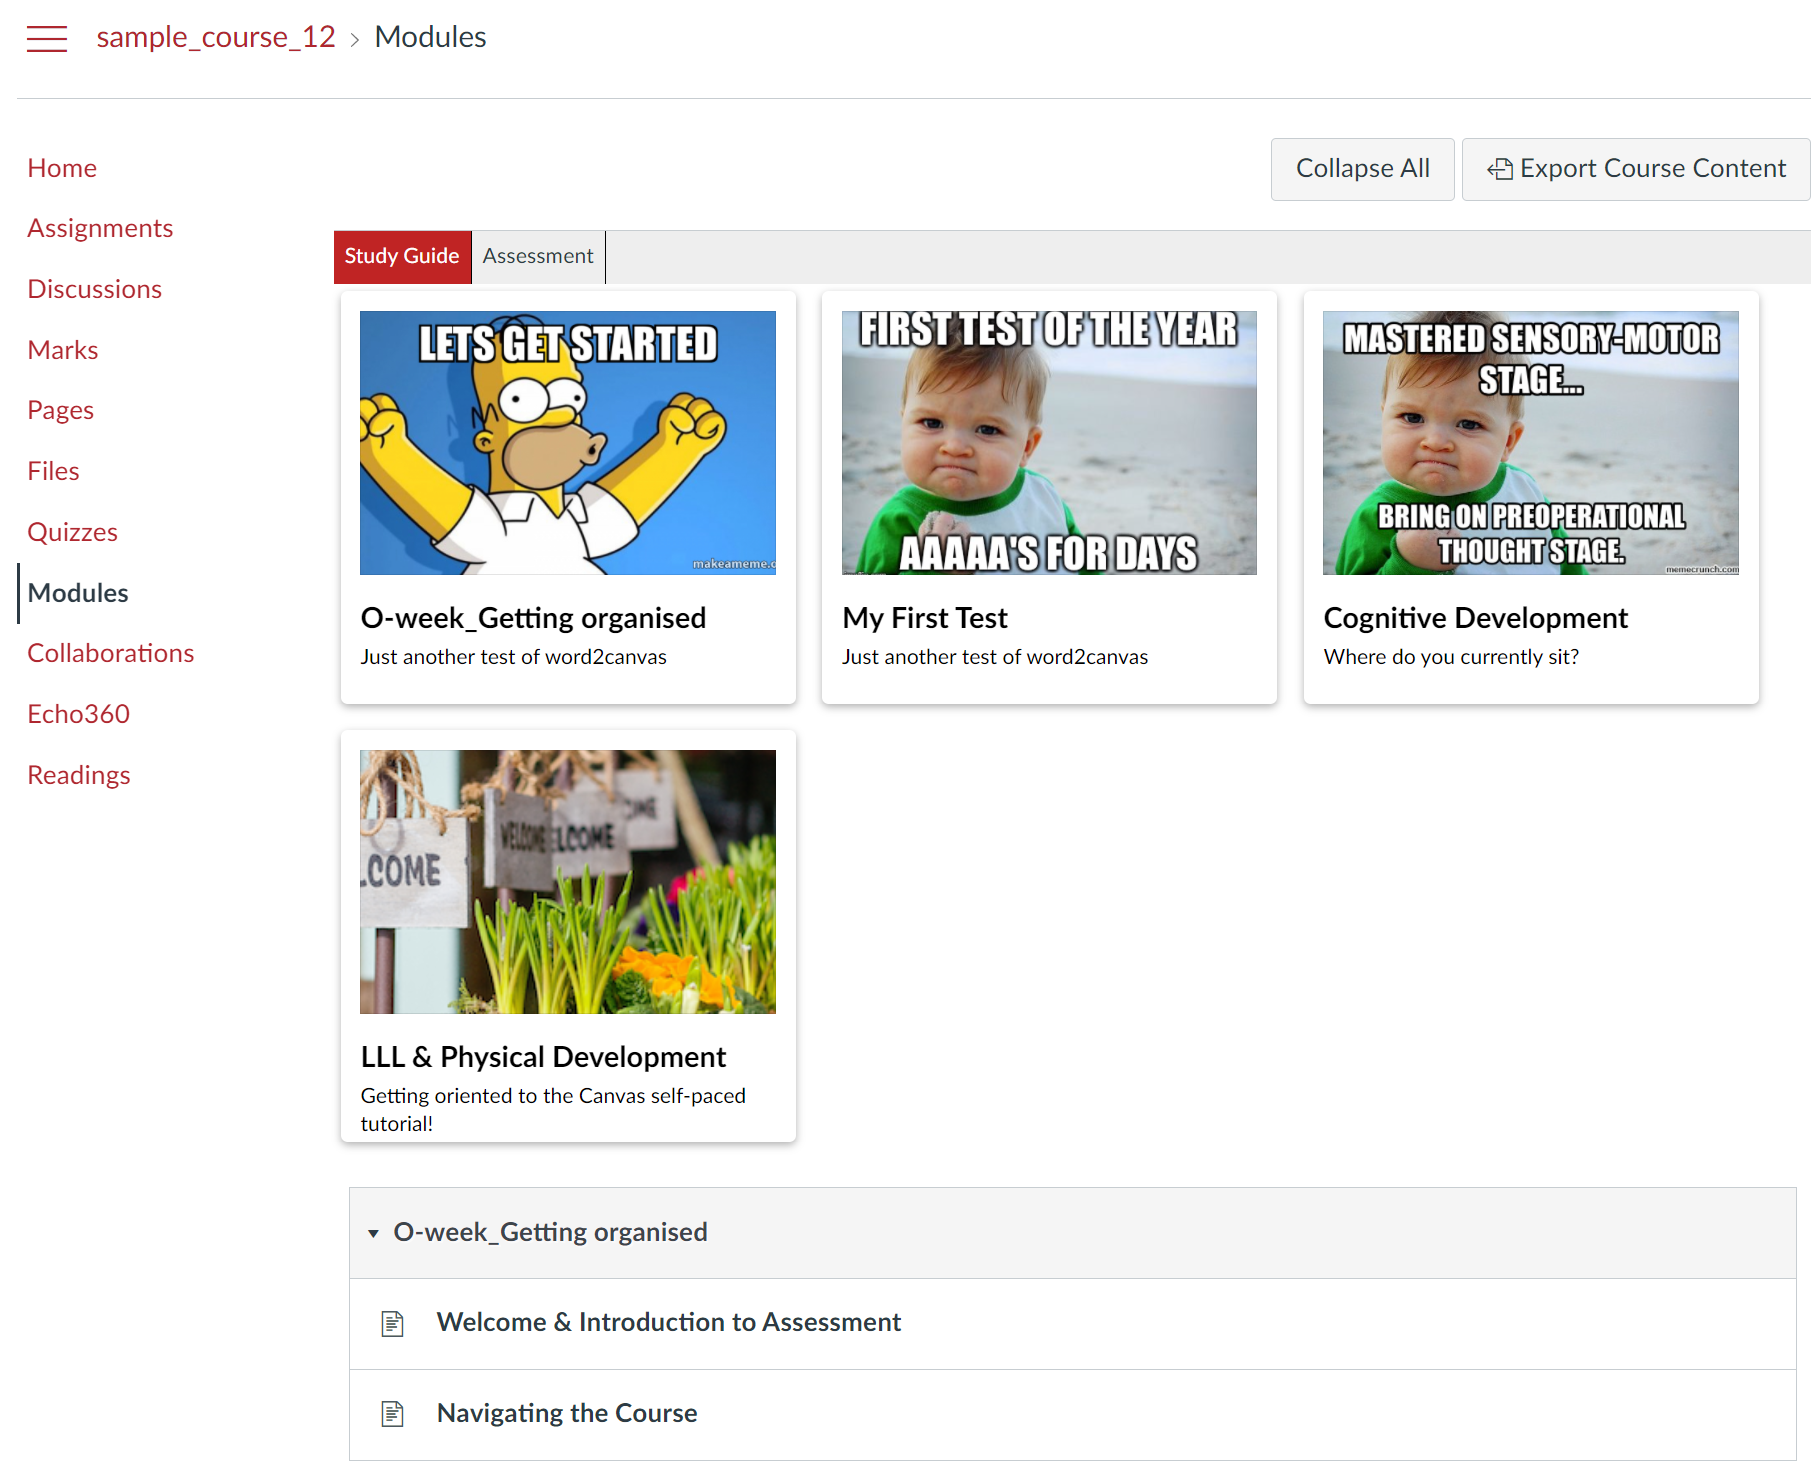 sample_course_12 > Modules
Collapse All
Export Course Content
Home
Assignments
Discussions
Marks
Pages
Files
Quizzes
Modules
Collaborations
Echo360
Readings
Study Guide
Assessment
LETS GET STARTED
makeameme.o
O-week_Getting organised
Just another test of word2canvas
FIRST TEST OF THE YEAR
AAAAA'S FOR DAYS
My First Test
Just another test of word2canvas
MASTERED SENSORY-MOTOR
STAGE...
BRING ON PREOPERATIONAL
THOUGHT STAGE.
memecrunch.com
Cognitive Development
Where do you currently sit?
LCOME
WELCOME
ELCOME
OME
LLL & Physical Development
Getting oriented to the Canvas self-paced
tutorial!
O-week_Getting organised
Welcome & Introduction to Assessment
Navigating the Course